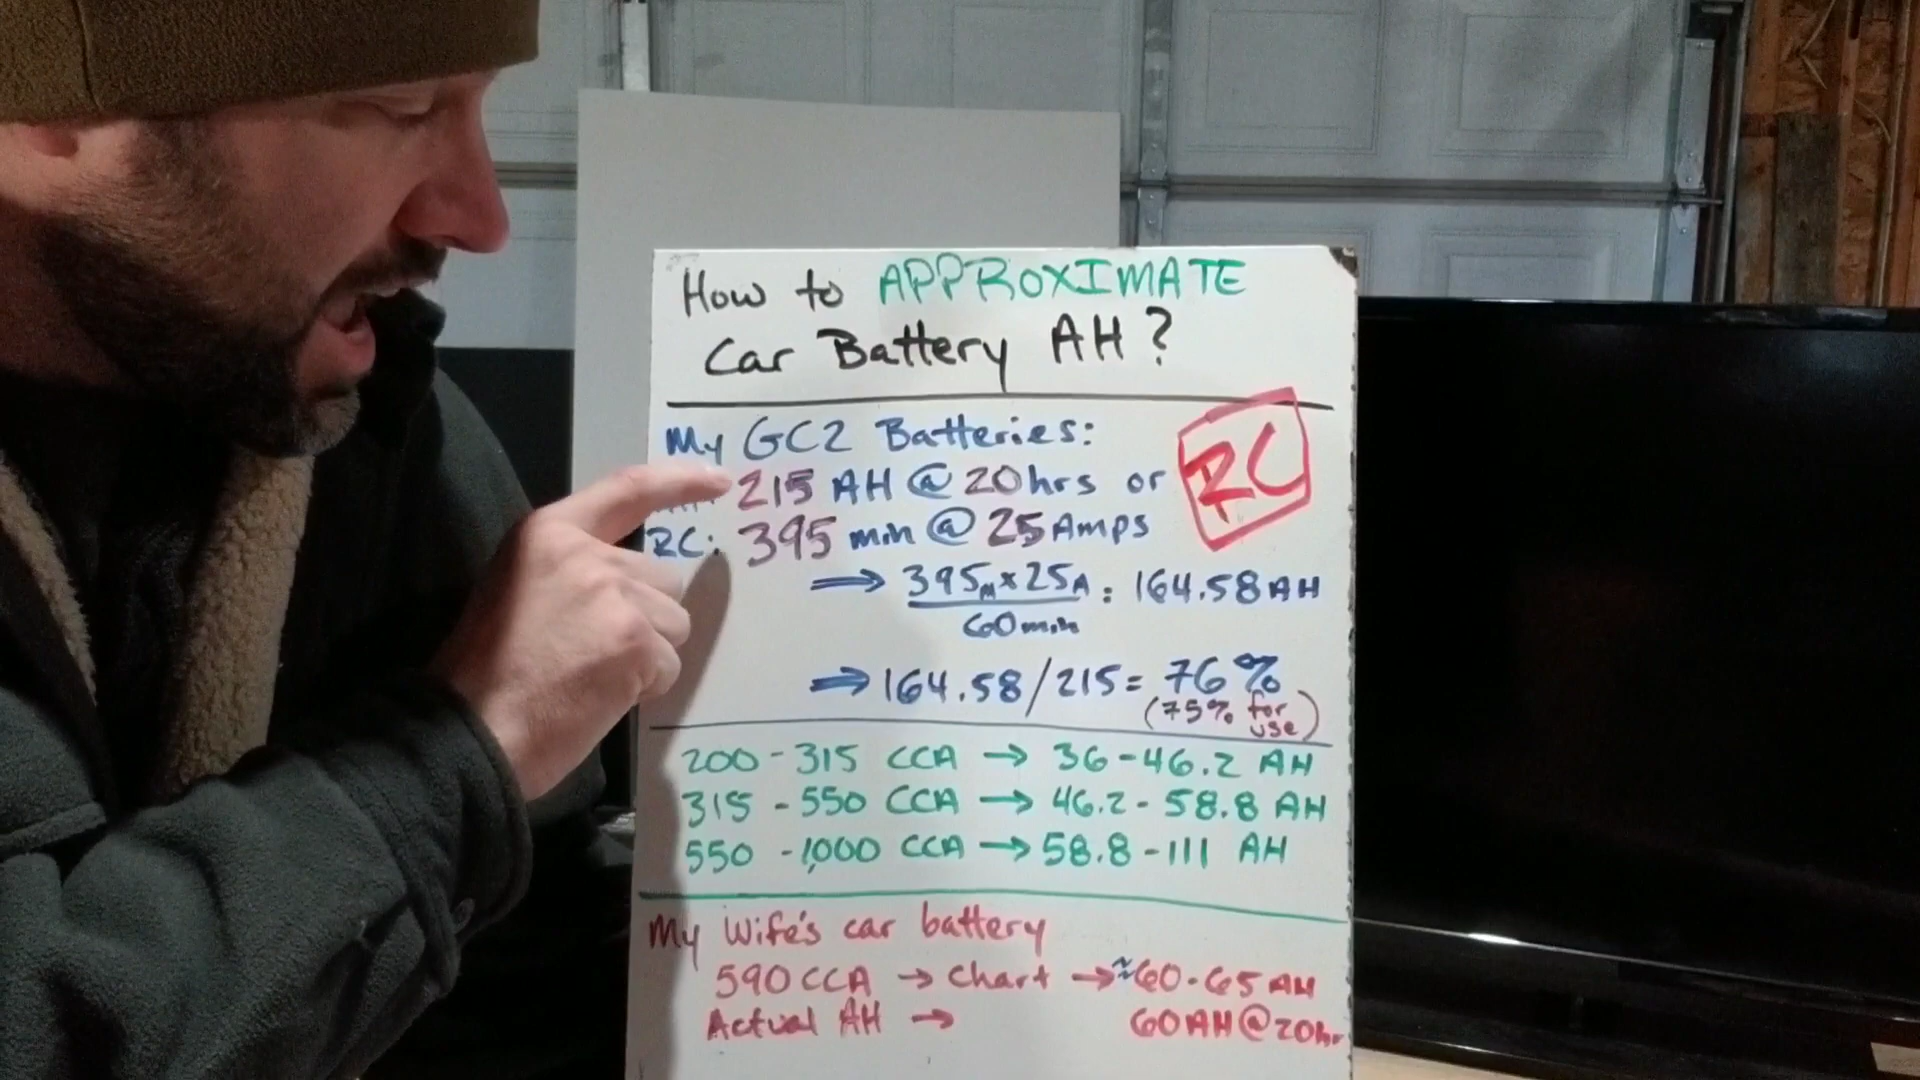 How to APPROXIMATE
Car Battery AH?
My GC2 Batteries:
215 AH @ 20hrs or
RC
RC: 395 min @ 25 Amps
⇒ 395M x 25A : 164.58 AH
60 min
⇒ 164.58/215 = 76%
(75% for use)
200 - 315 CCA → 36 - 46.2 AH
315 - 550 CCA → 46.2 - 58.8 AH
550 - 1,000 CCA → 58.8 - 111 AH
My Wife's car battery
590 CCA → Chart → ≈60-65 AH
Actual AH → 60AH@20hr